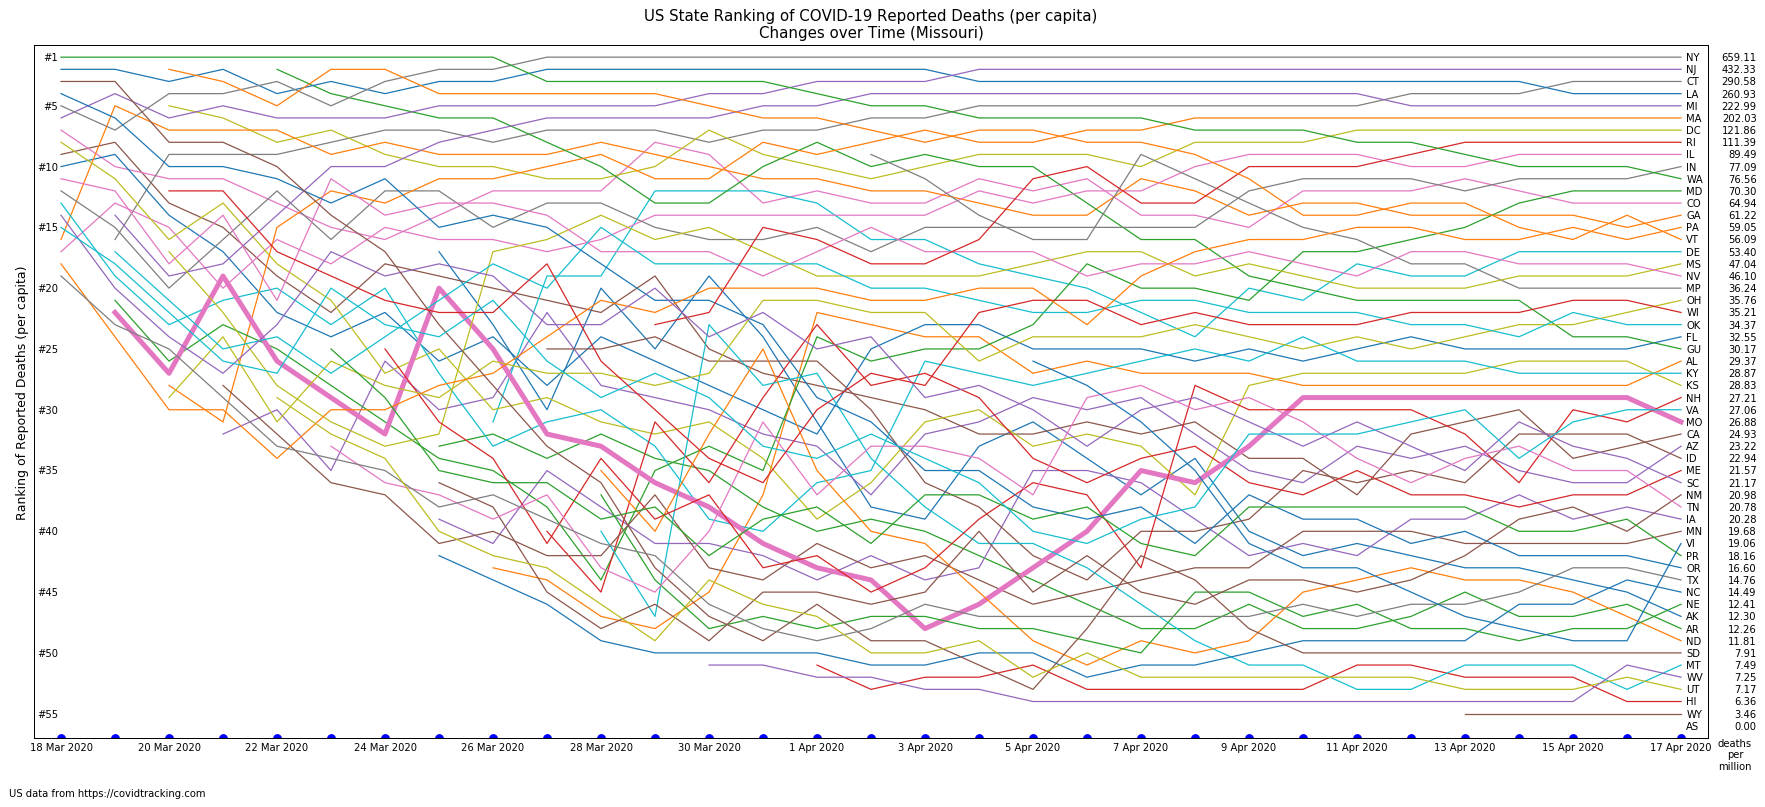 US State Ranking of COVID-19 Reported Deaths (per capita)
Changes over Time (Missouri)
Ranking of Reported Deaths (per capita)
#1
#5
#10
#15
#20
#25
#30
#35
#40
#45
#50
#55
NY 659.11
NJ 432.33
CT 290.58
LA 260.93
MI 222.99
MA 202.03
DC 121.86
RI 111.39
IL 89.49
IN 77.09
WA 76.56
MD 70.30
CO 64.94
GA 61.22
PA 59.05
VT 56.09
DE 53.40
MS 47.04
NV 46.10
MP 36.24
OH 35.76
WI 35.21
OK 34.37
FL 32.55
GU 30.17
AL 29.37
KY 28.87
KS 28.83
NH 27.21
VA 27.06
MO 26.88
CA 24.93
AZ 23.22
ID 22.94
ME 21.57
SC 21.17
NM 20.98
TN 20.78
IA 20.28
MN 19.68
VI 19.06
PR 18.16
OR 16.60
TX 14.76
NC 14.49
NE 12.41
AK 12.30
AR 12.26
ND 11.81
SD 7.91
MT 7.49
WV 7.25
UT 7.17
HI 6.36
WY 3.46
AS 0.00
18 Mar 2020 20 Mar 2020 22 Mar 2020 24 Mar 2020 26 Mar 2020 28 Mar 2020 30 Mar 2020 1 Apr 2020 3 Apr 2020 5 Apr 2020 7 Apr 2020 9 Apr 2020 11 Apr 2020 13 Apr 2020 15 Apr 2020 17 Apr 2020
deaths
per
million
US data from https://covidtracking.com